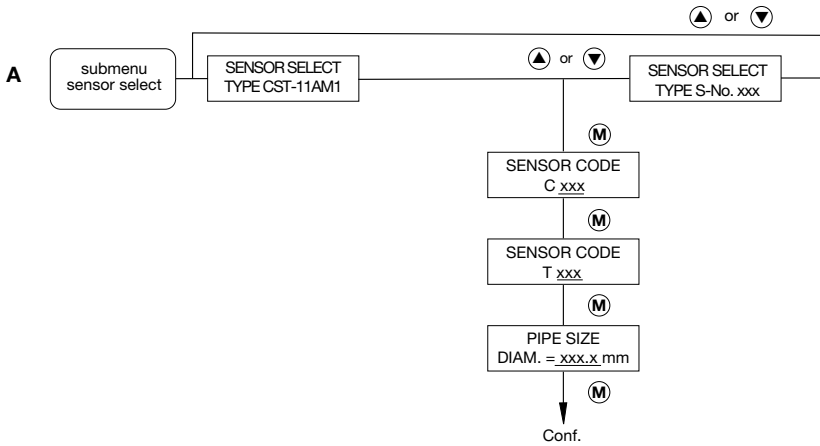 ▲ or ▼
A
submenu
sensor select
SENSOR SELECT
TYPE CST-11AM1
▲ or ▼
SENSOR SELECT
TYPE S-No. xxx
M
SENSOR CODE
C xxx
M
SENSOR CODE
T xxx
M
PIPE SIZE
DIAM. = xxx.x mm
M
Conf.